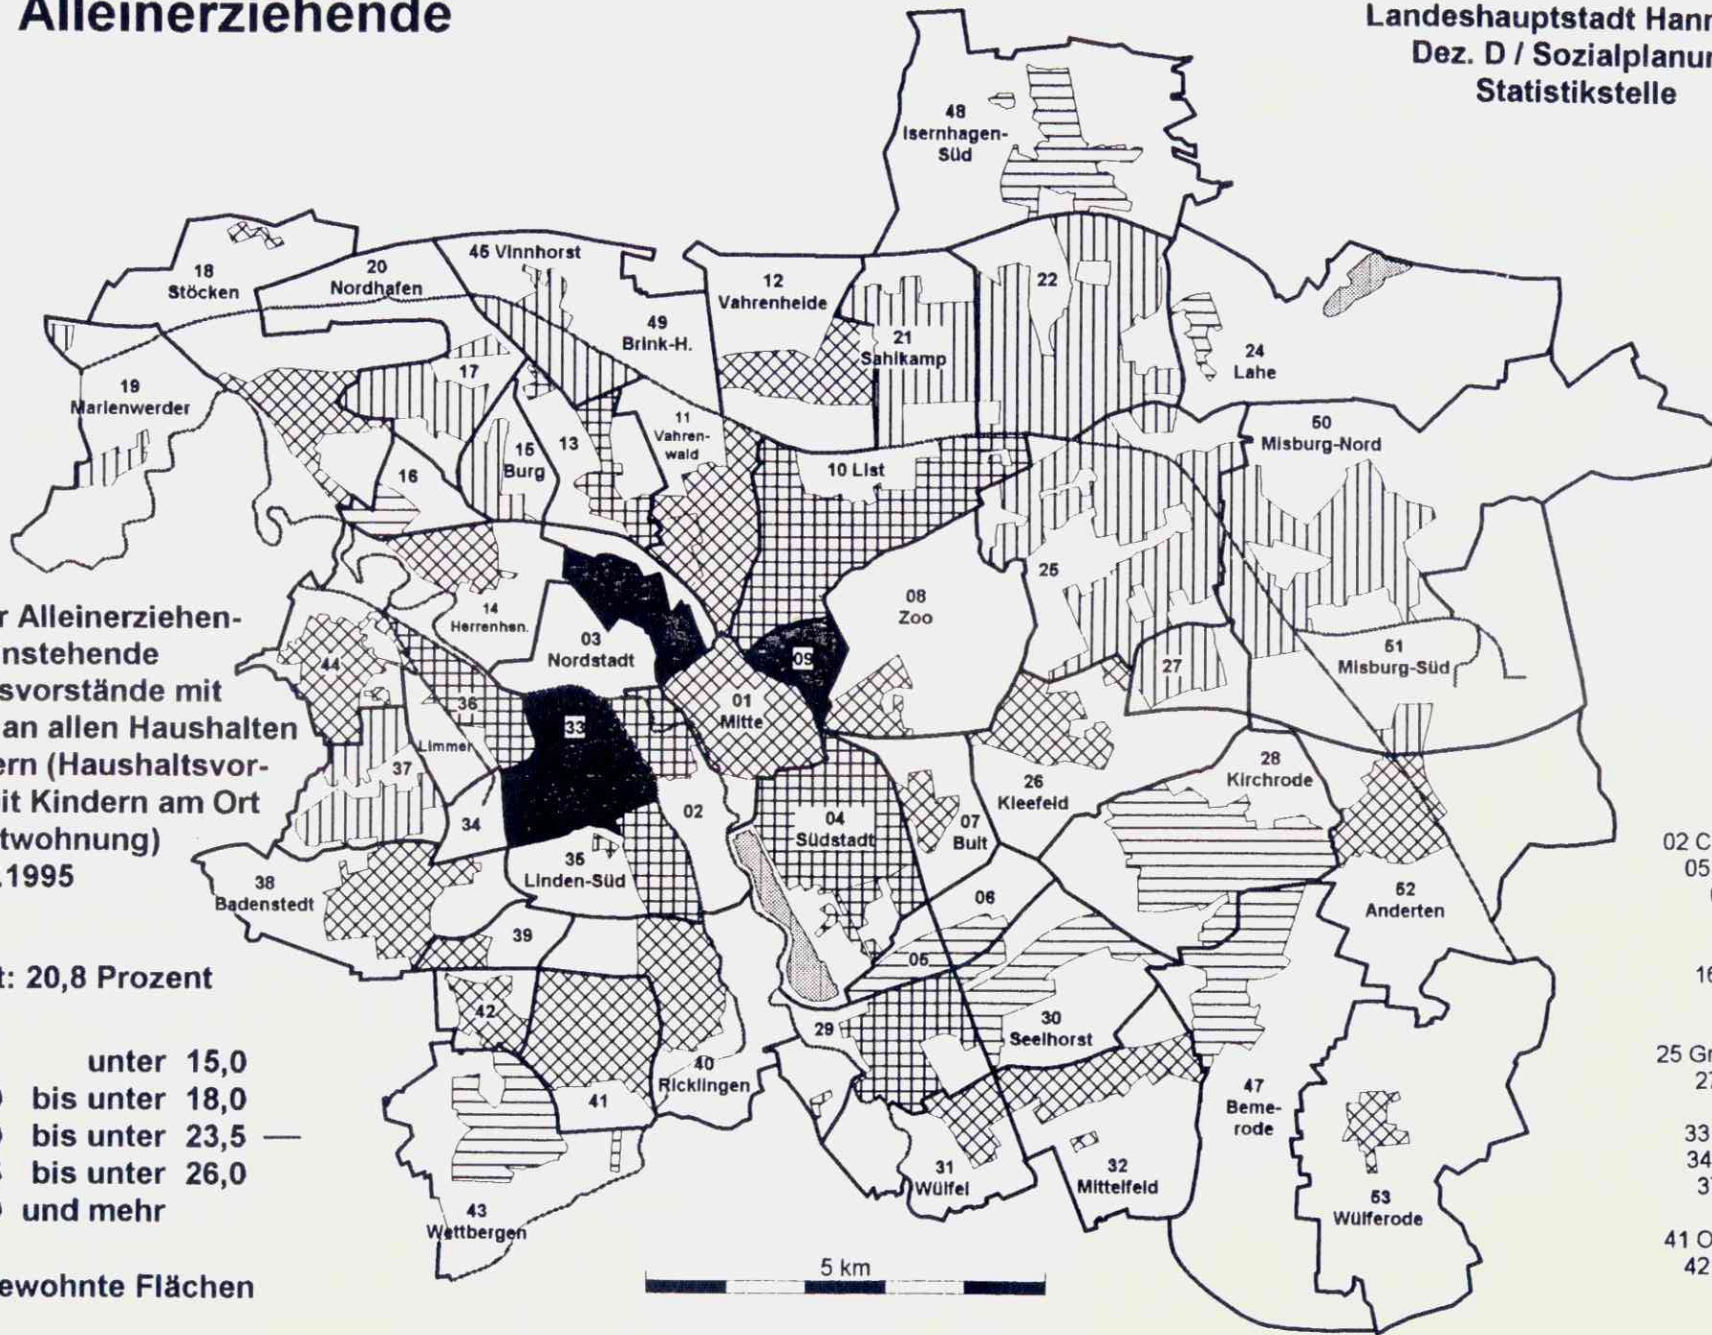 Alleinerziehende
Landeshauptstadt Hann
Dez. D / Sozialplanun
Statistikstelle
48
Isernhagen-
Süd
18
Stöcken
20
Nordhafen
45 Vinnhorst
12
Vahrenheide
22
49
Brink-H.
21
Sahlkamp
24
Lahe
19
Marienwerder
17
11
Vahren-
wald
50
Misburg-Nord
15
Burg
13
10 List
16
25
08
Zoo
14
Herrenhsn.
03
Nordstadt
09
51
Misburg-Süd
27
44
36
Limmer
33
01
Mitte
37
34
02
04
Südstadt
07
Bult
26
Kleefeld
28
Kirchrode
35
Linden-Süd
38
Badenstedt
39
06
52
Anderten
05
42
29
30
Seelhorst
40
Ricklingen
41
47
Beme-
rode
43
Wettbergen
31
Wülfel
32
Mittelfeld
53
Wülferode
r Alleinerziehen-
nstehende
svorstände mit
an allen Haushalten
ern (Haushaltsvor-
it Kindern am Ort
twohnung)
.1995
t: 20,8 Prozent
unter 15,0
bis unter 18,0
bis unter 23,5
bis unter 26,0
und mehr
ewohnte Flächen
5 km
02 C
05
16
25 Gr
27
33
34
37
41 O
42